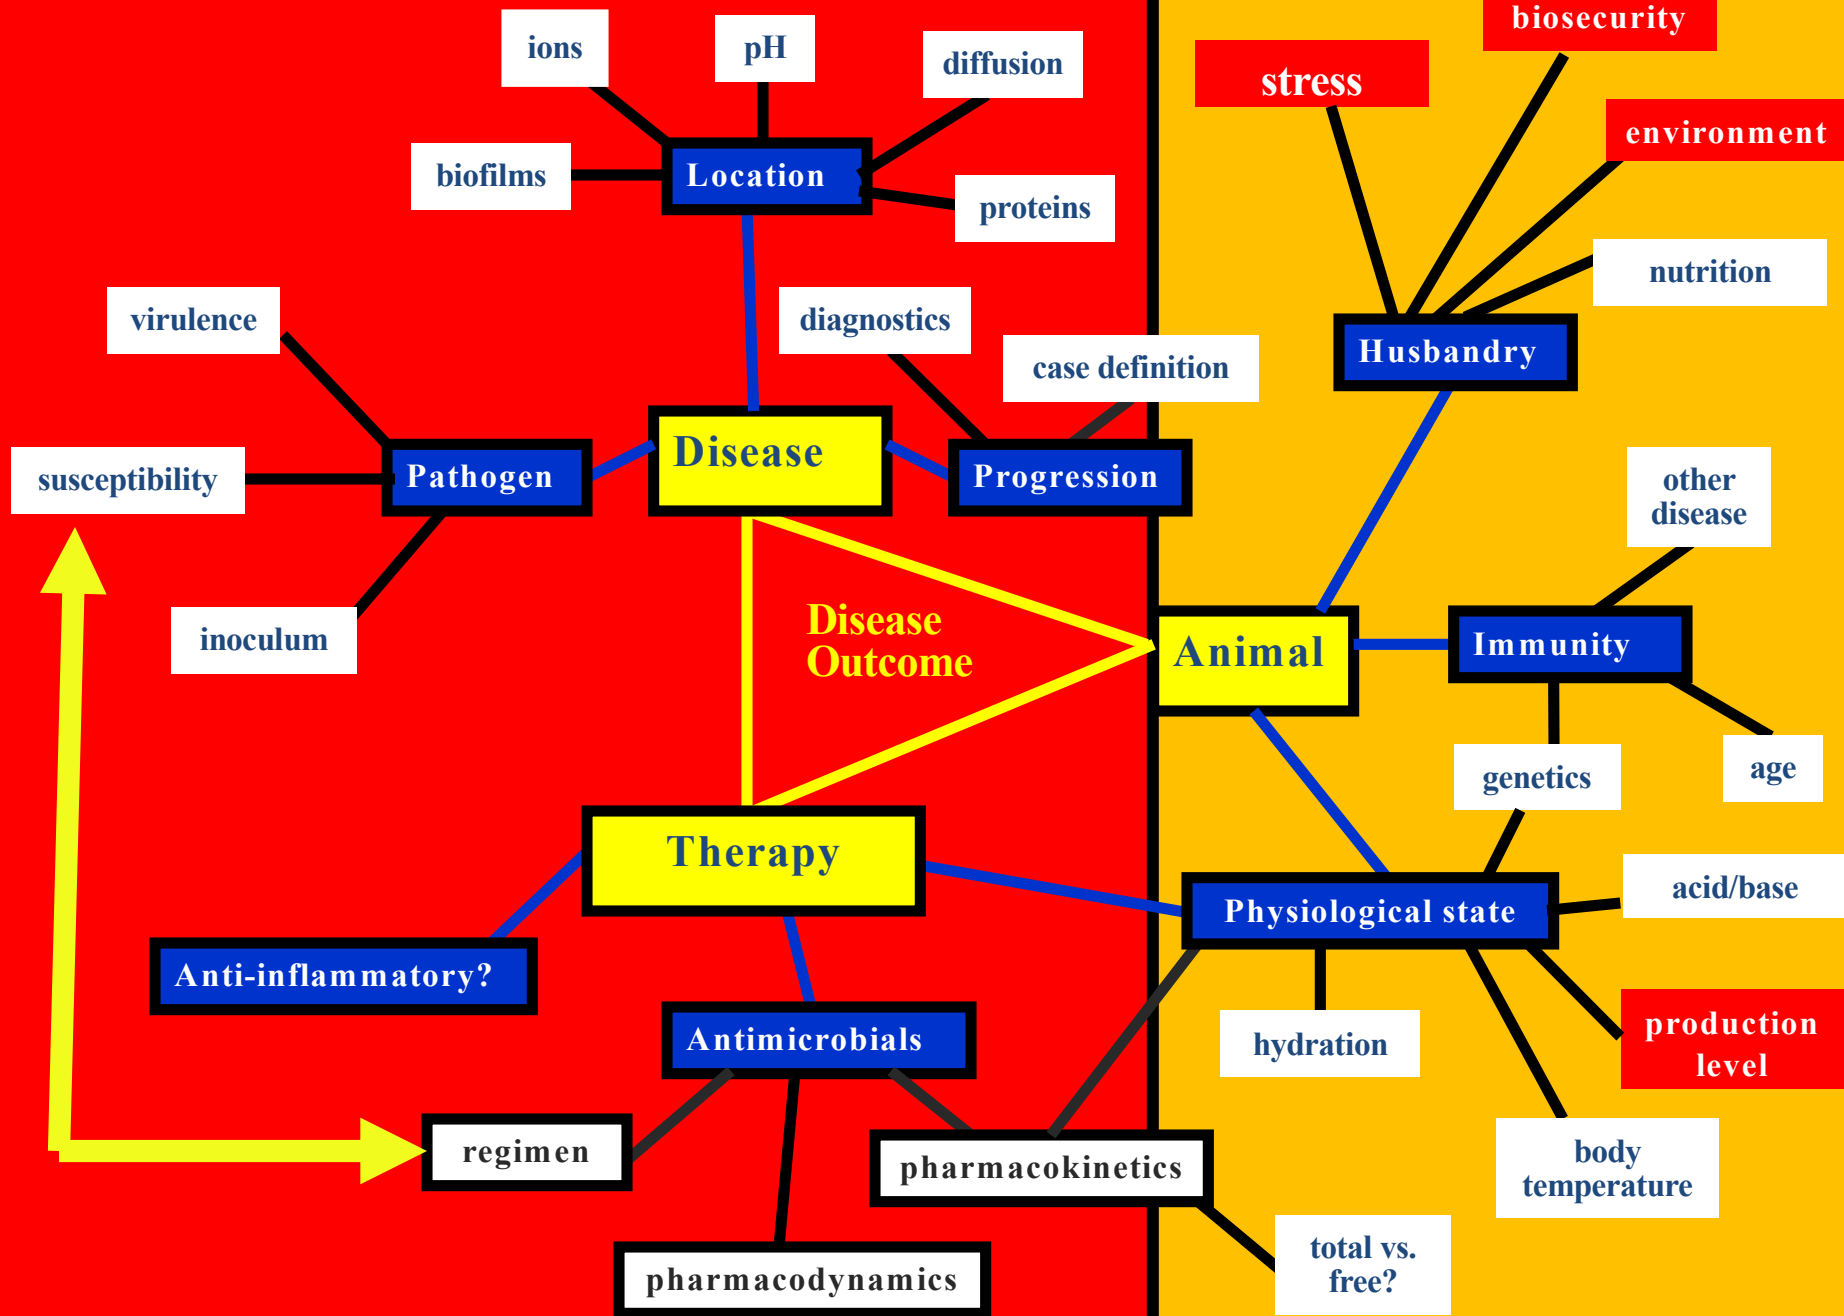 biosecurity
ions
pH
diffusion
stress
environment
biofilms
Location
proteins
nutrition
virulence
diagnostics
case definition
Husbandry
Disease
susceptibility
Pathogen
Progression
other
disease
inoculum
Disease
Outcome
Animal
Immunity
genetics
age
Therapy
acid/base
Physiological state
Anti-inflammatory?
Antimicrobials
hydration
production
level
regimen
pharmacokinetics
body
temperature
total vs.
free?
pharmacodynamics